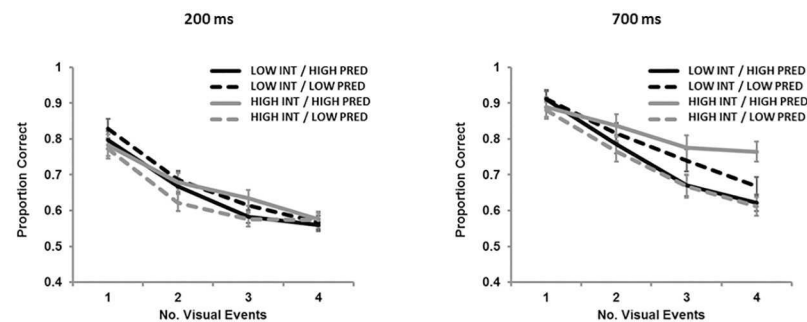 200 ms
Proportion Correct
1
0.9
0.8
0.7
0.6
0.5
0.4
LOW INT / HIGH PRED
LOW INT / LOW PRED
HIGH INT / HIGH PRED
HIGH INT / LOW PRED
1 2 3 4
No. Visual Events
700 ms
Proportion Correct
1
0.9
0.8
0.7
0.6
0.5
0.4
LOW INT / HIGH PRED
LOW INT / LOW PRED
HIGH INT / HIGH PRED
HIGH INT / LOW PRED
1 2 3 4
No. Visual Events